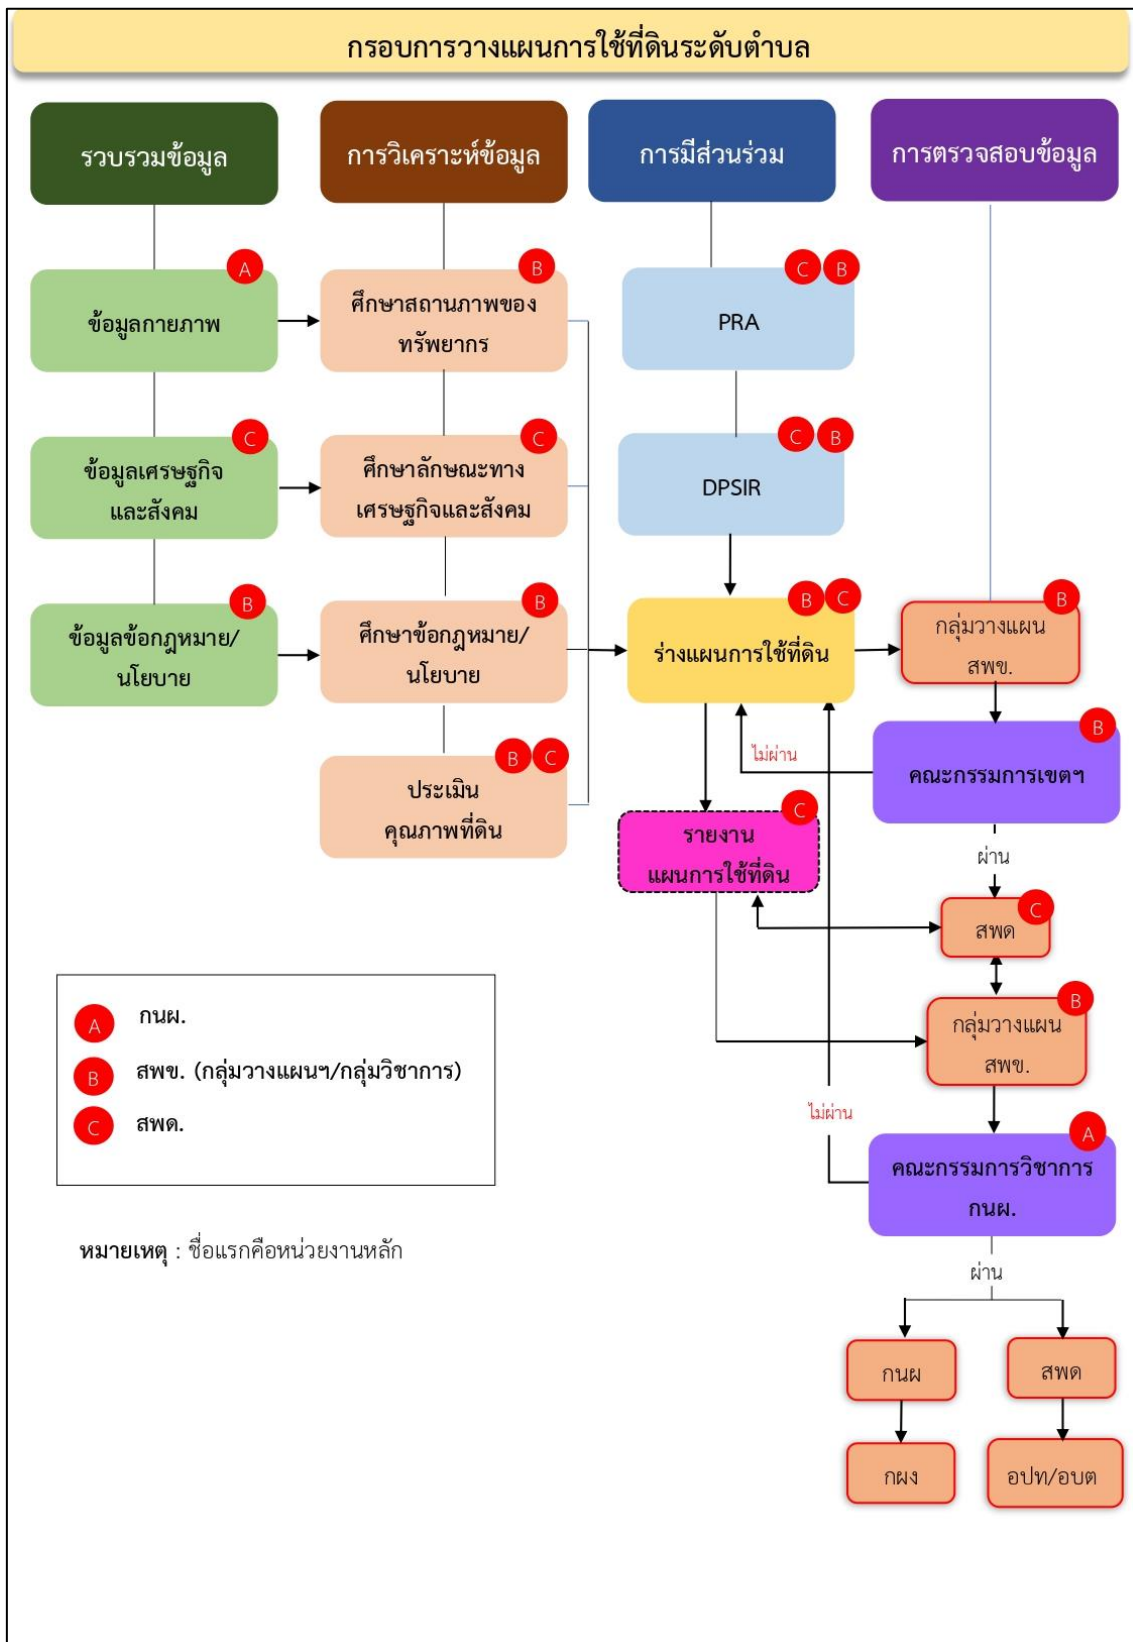 กรอบการวางแผนการใช้ที่ดินระดับตำบล
รวบรวมข้อมูล
การวิเคราะห์ข้อมูล
การมีส่วนร่วม
การตรวจสอบข้อมูล
A
ข้อมูลกายภาพ
B
ศึกษาสถานภาพของ
ทรัพยากร
C B
PRA
C
ข้อมูลเศรษฐกิจ
และสังคม
C
ศึกษาลักษณะทาง
เศรษฐกิจและสังคม
C B
DPSIR
B
ข้อมูลข้อกฎหมาย/
นโยบาย
B
ศึกษาข้อกฎหมาย/
นโยบาย
B C
ร่างแผนการใช้ที่ดิน
B
กลุ่มวางแผน
สพข.
B C
ประเมิน
คุณภาพที่ดิน
ไม่ผ่าน
B
คณะกรรมการเขตฯ
C
รายงาน
แผนการใช้ที่ดิน
ผ่าน
C
สพด
B
กลุ่มวางแผน
สพข.
A กนผ.
B สพข. (กลุ่มวางแผนฯ/กลุ่มวิชาการ)
C สพด.
ไม่ผ่าน
A
คณะกรรมการวิชาการ
กนผ.
หมายเหตุ : ชื่อแรกคือหน่วยงานหลัก
ผ่าน
กนผ
สพด
กผง
อปท/อบต